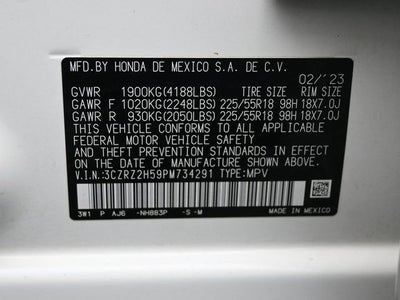 MFD.BY HONDA DE MEXICO S.A. DE C.V.
02/'23
GVWR 1900KG(4188LBS) TIRE SIZE RIM SIZE
GAWR F 1020KG(2248LBS) 225/55R18 98H 18X7.0J
GAWR R 930KG(2050LBS) 225/55R18 98H 18X7.0J
THIS VEHICLE CONFORMS TO ALL APPLICABLE
FEDERAL MOTOR VEHICLE SAFETY
AND THEFT PREVENTION STANDARDS IN EFFECT
ON THE DATE OF MANUFACTURE SHOWN ABOVE.
V.I.N.:3CZRZ2H59PM734291 TYPE:MPV
3W1 P AJ6 -NH883P -S -M MADE IN MEXICO